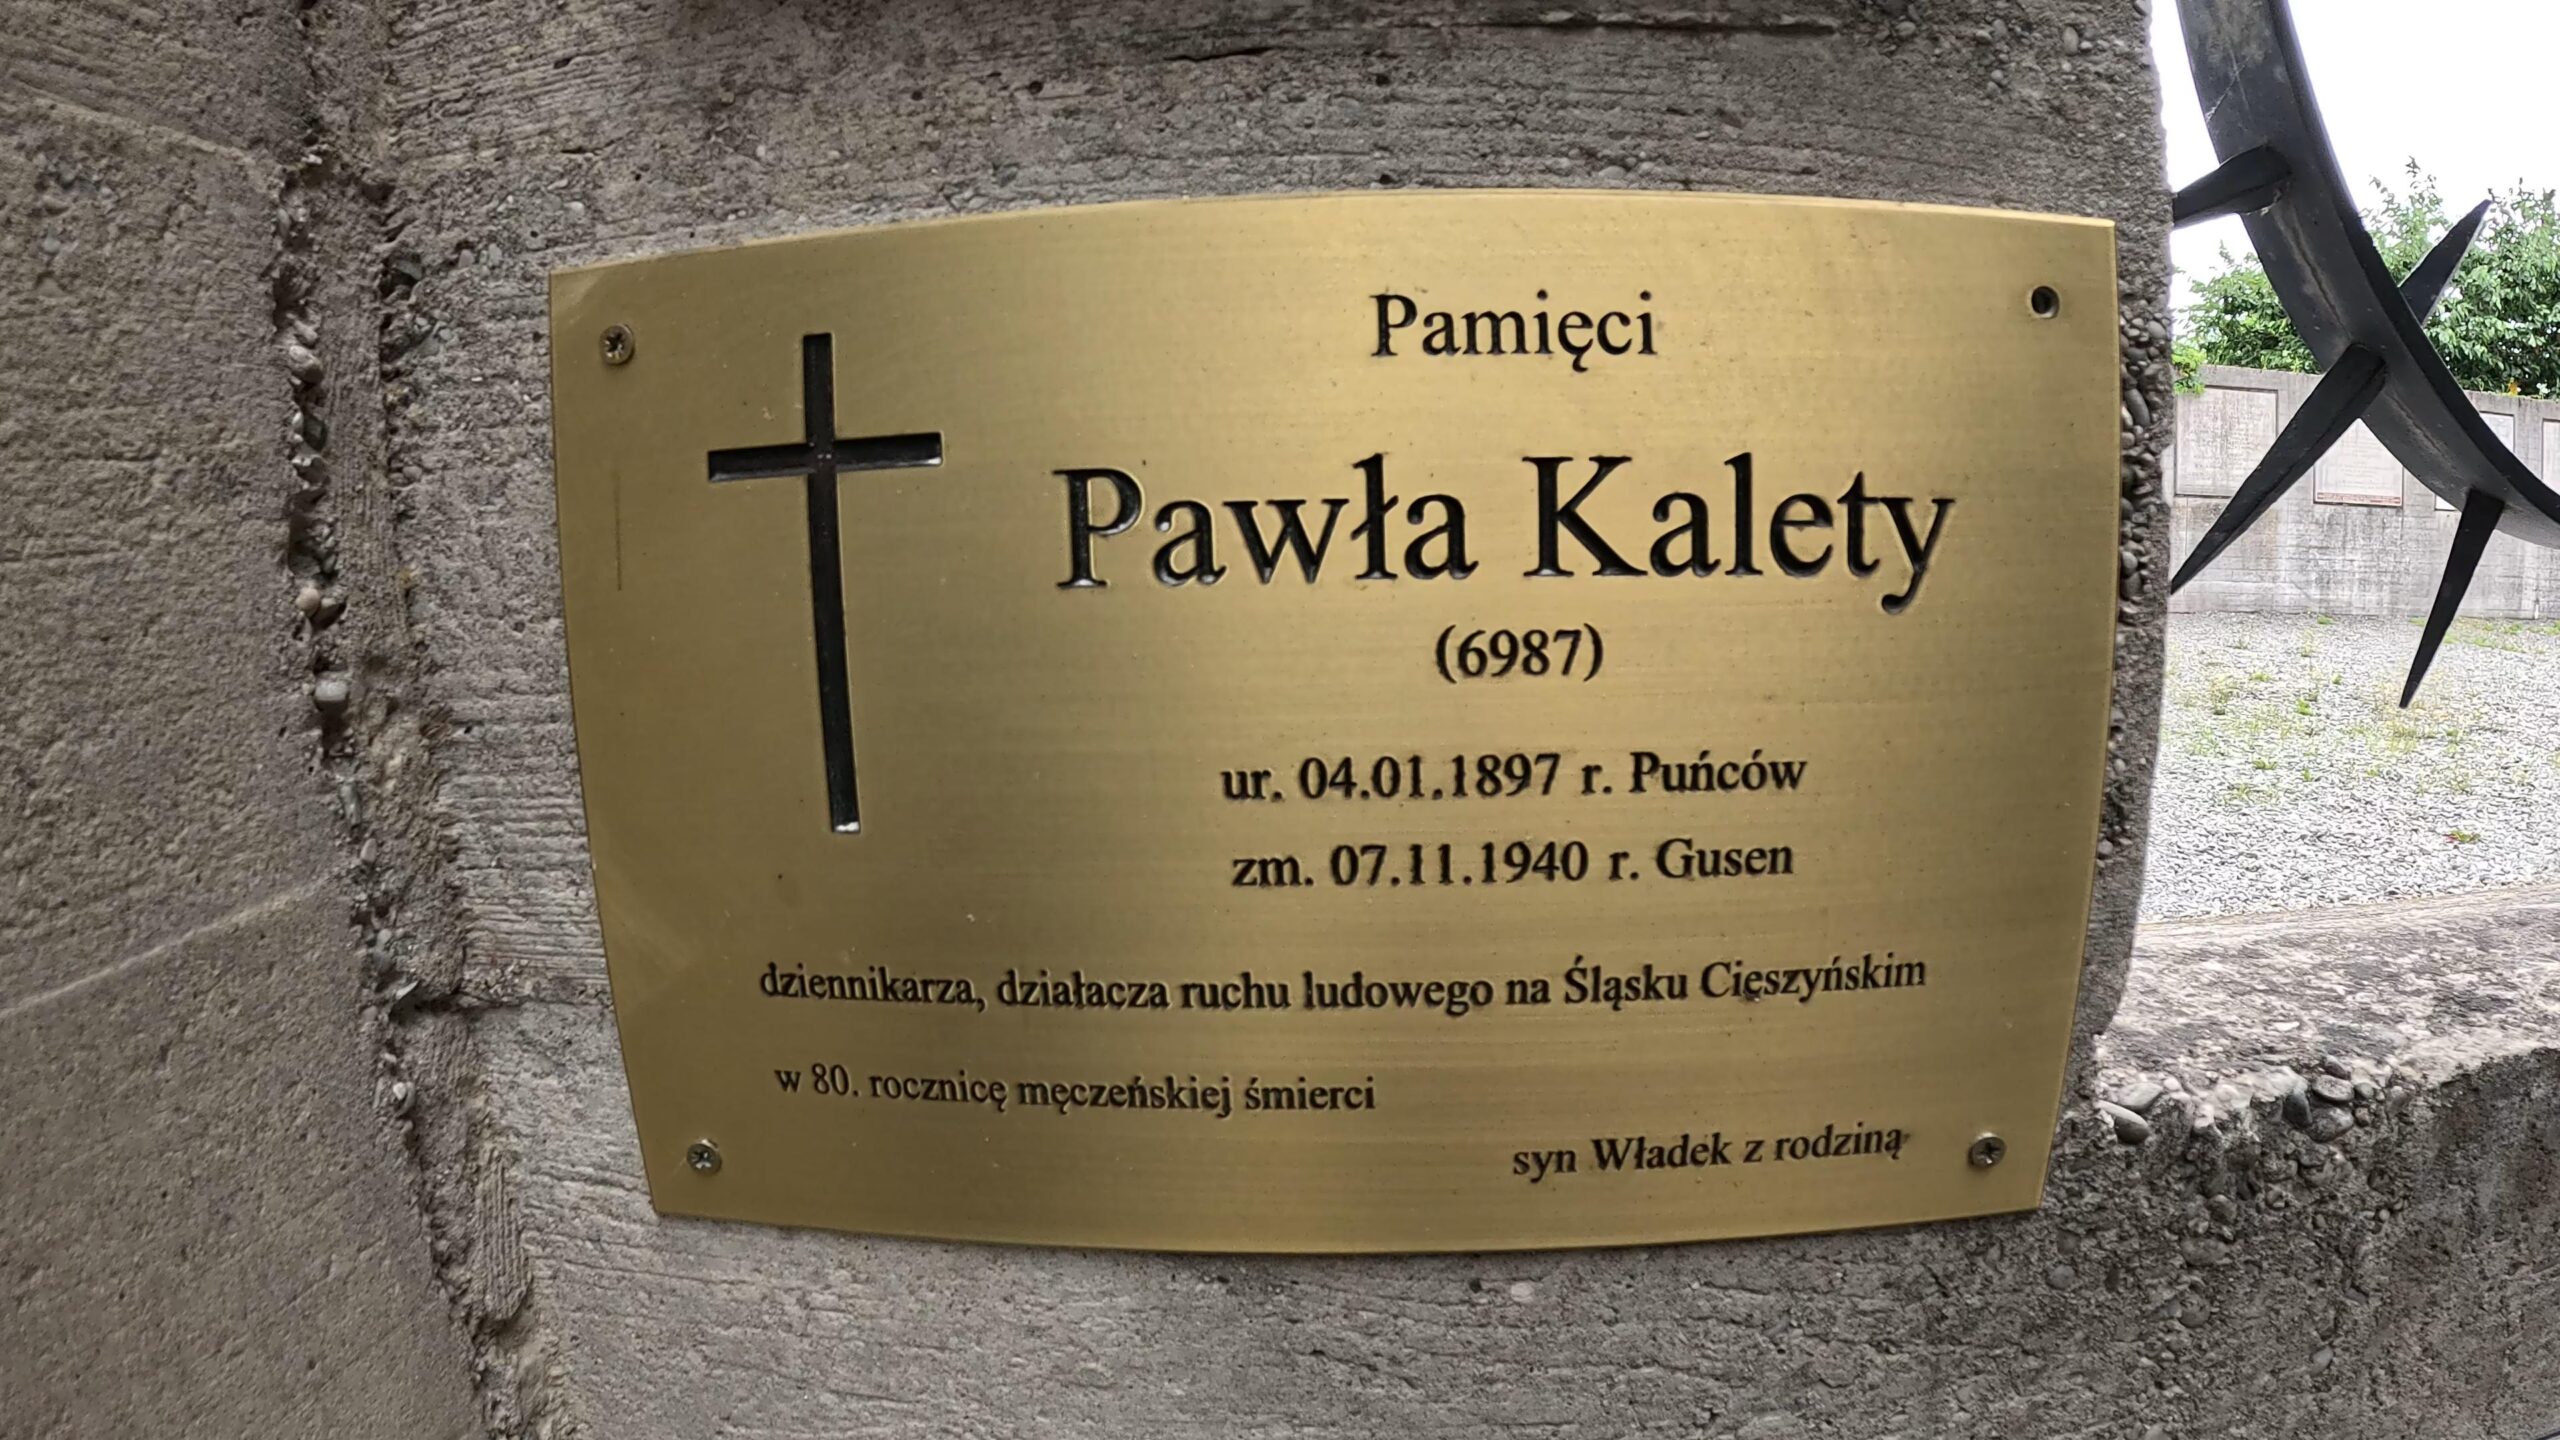 Pamięci
Pawła Kalety
(6987)
ur. 04.01.1897 r. Puńców
zm. 07.11.1940 r. Gusen
dziennikarza, działacza ruchu ludowego na Śląsku Cieszyńskim
w 80. rocznicę męczeńskiej śmierci
syn Władek z rodziną